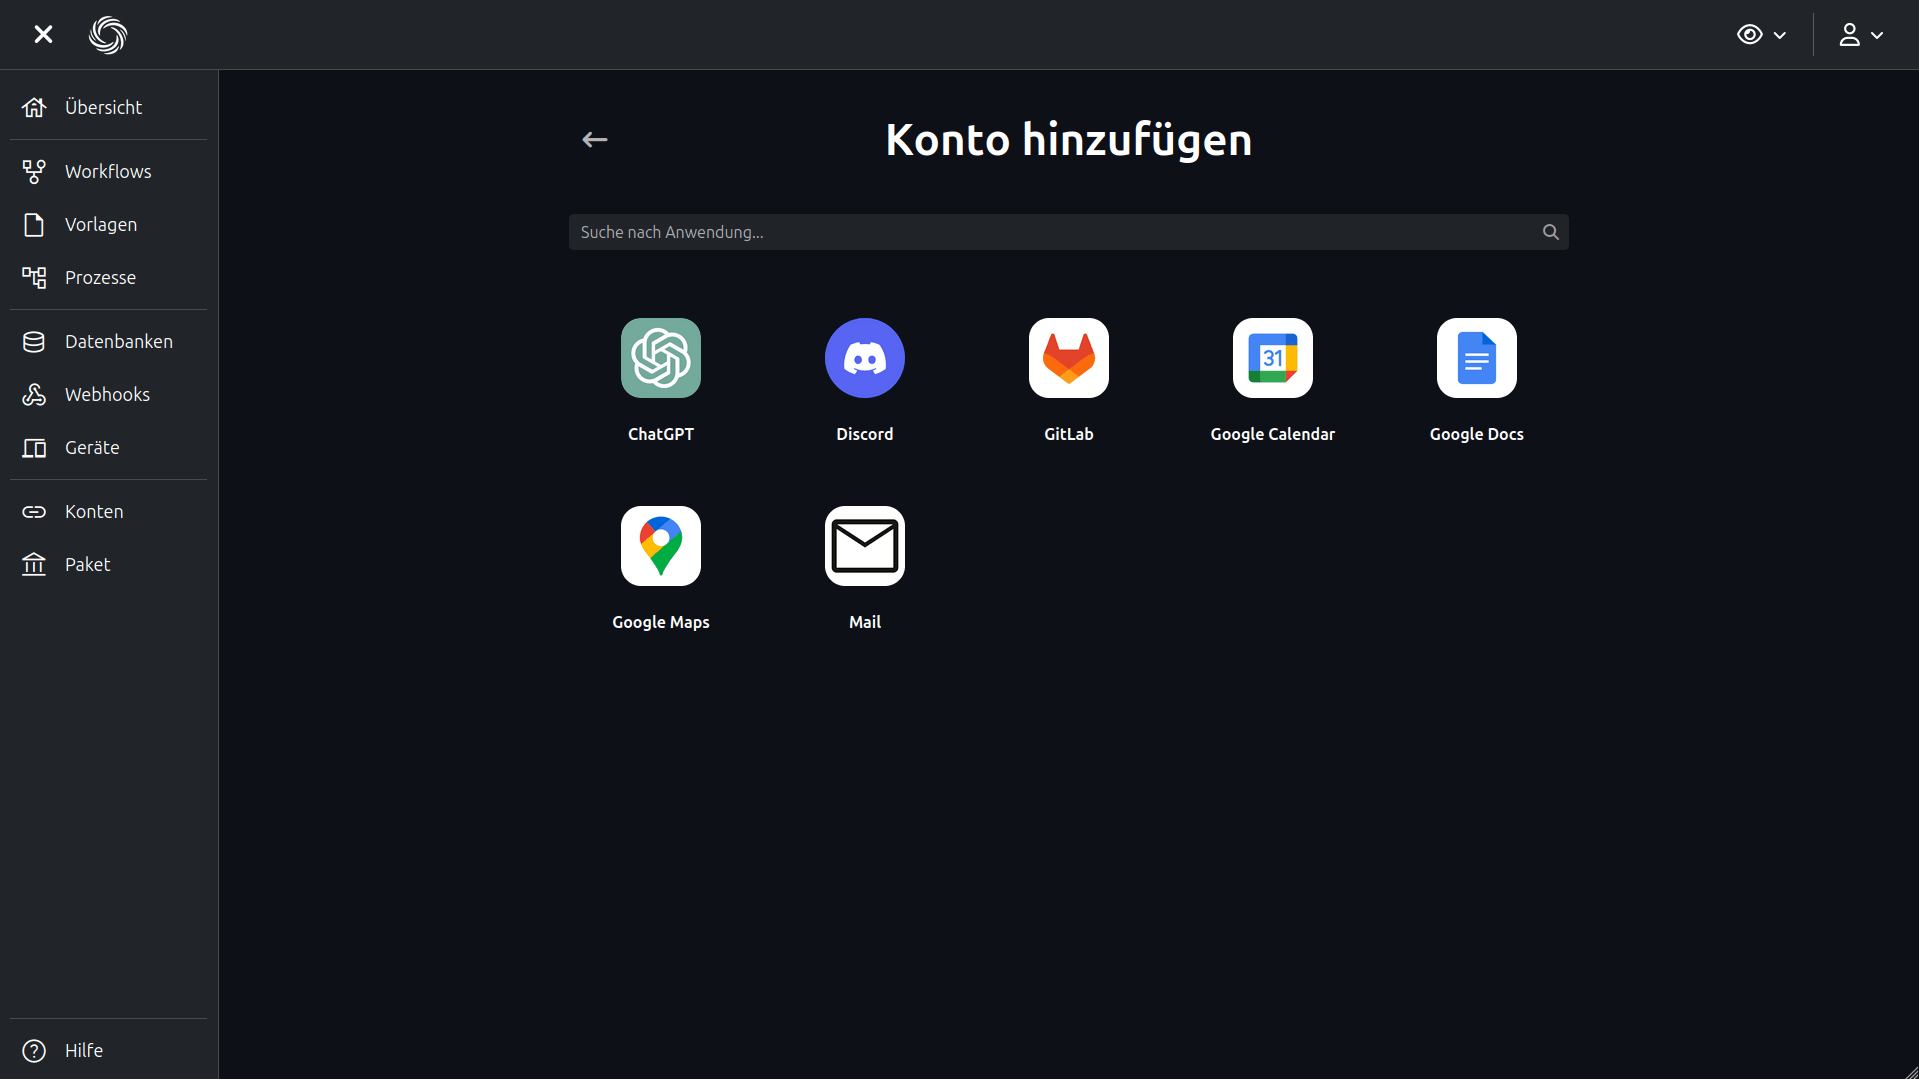 Übersicht
Workflows
Vorlagen
Prozesse
Datenbanken
Webhooks
Geräte
Konten
Paket
Hilfe
Konto hinzufügen
Suche nach Anwendung...
ChatGPT
Discord
GitLab
31
Google Calendar
Google Docs
Google Maps
Mail